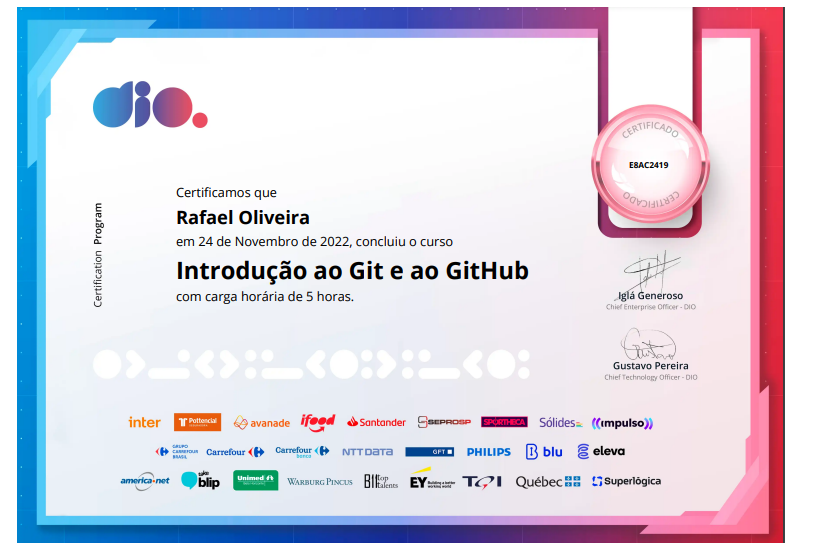 dio.
CERTIFICADO
E8AC2419
CERTIFICADO
Certification Program
Certificamos que
Rafael Oliveira
em 24 de Novembro de 2022, concluiu o curso
Introdução ao Git e ao GitHub
com carga horária de 5 horas.
Iglá Generoso
Chief Enterprise Officer - DIO
Gustavo Pereira
Chief Technology Officer - DIO
inter Pottencial avanade ifood Santander SEPROSP SPORTHECA Sólides impulso
GRUPO CARREFOUR BRASIL Carrefour Carrefour banco NTT DATA GFT PHILIPS blu eleva
america net take blip Unimed WARBURG PINCUS BIItop talents EY Building a better working world TQI Québec Superlógica